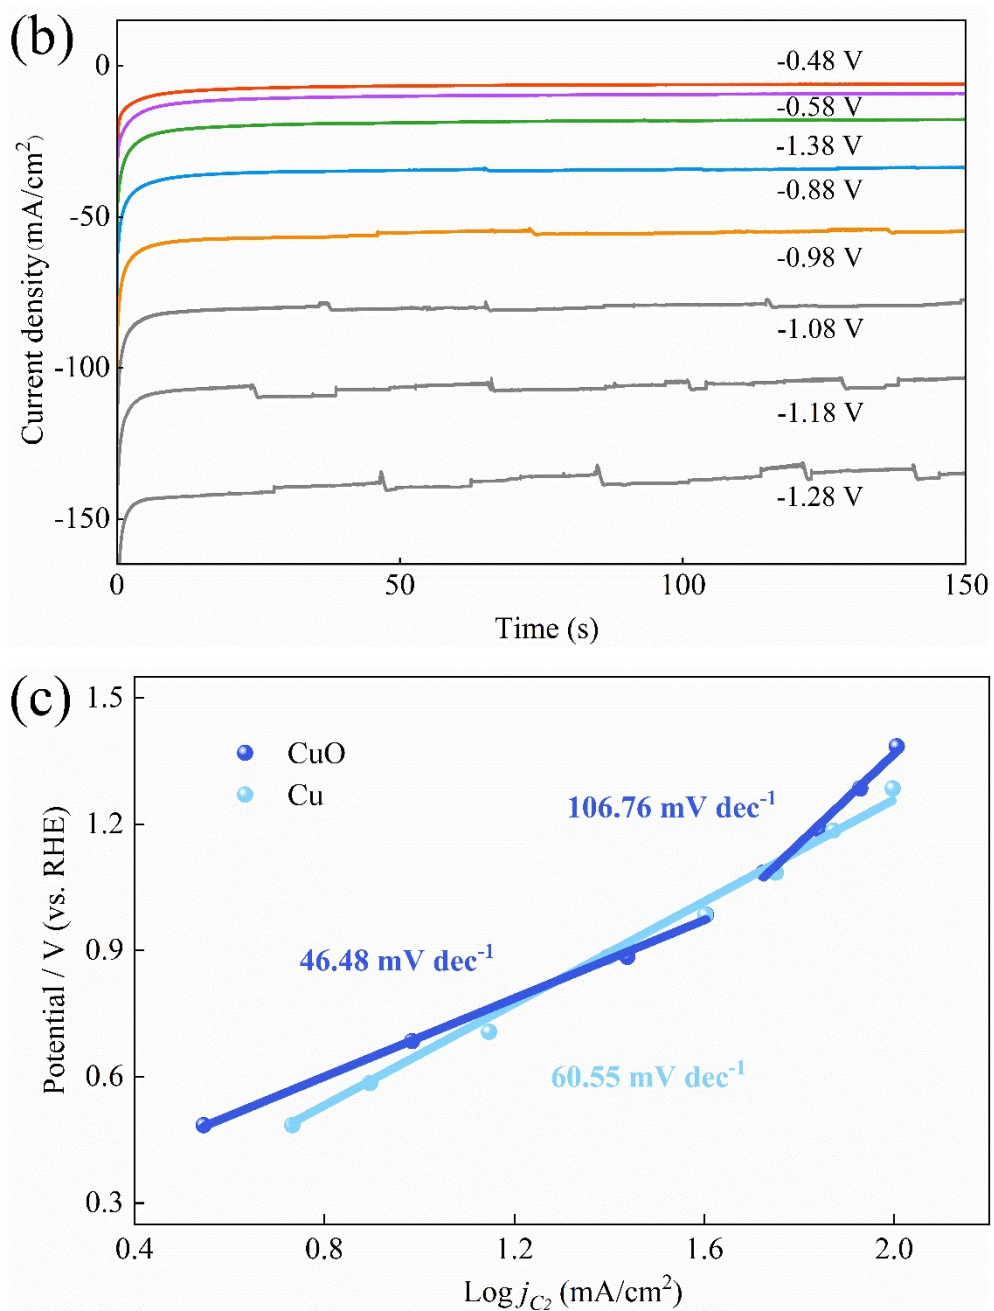 (b)
0
-50
-100
-150
Current density (mA/cm²)
-0.48 V
-0.58 V
-1.38 V
-0.88 V
-0.98 V
-1.08 V
-1.18 V
-1.28 V
0 50 100 150
Time (s)
(c)
1.5
1.2
0.9
0.6
0.3
Potential / V (vs. RHE)
CuO
Cu
106.76 mV dec⁻¹
46.48 mV dec⁻¹
60.55 mV dec⁻¹
0.4 0.8 1.2 1.6 2.0
Log j_C₂ (mA/cm²)